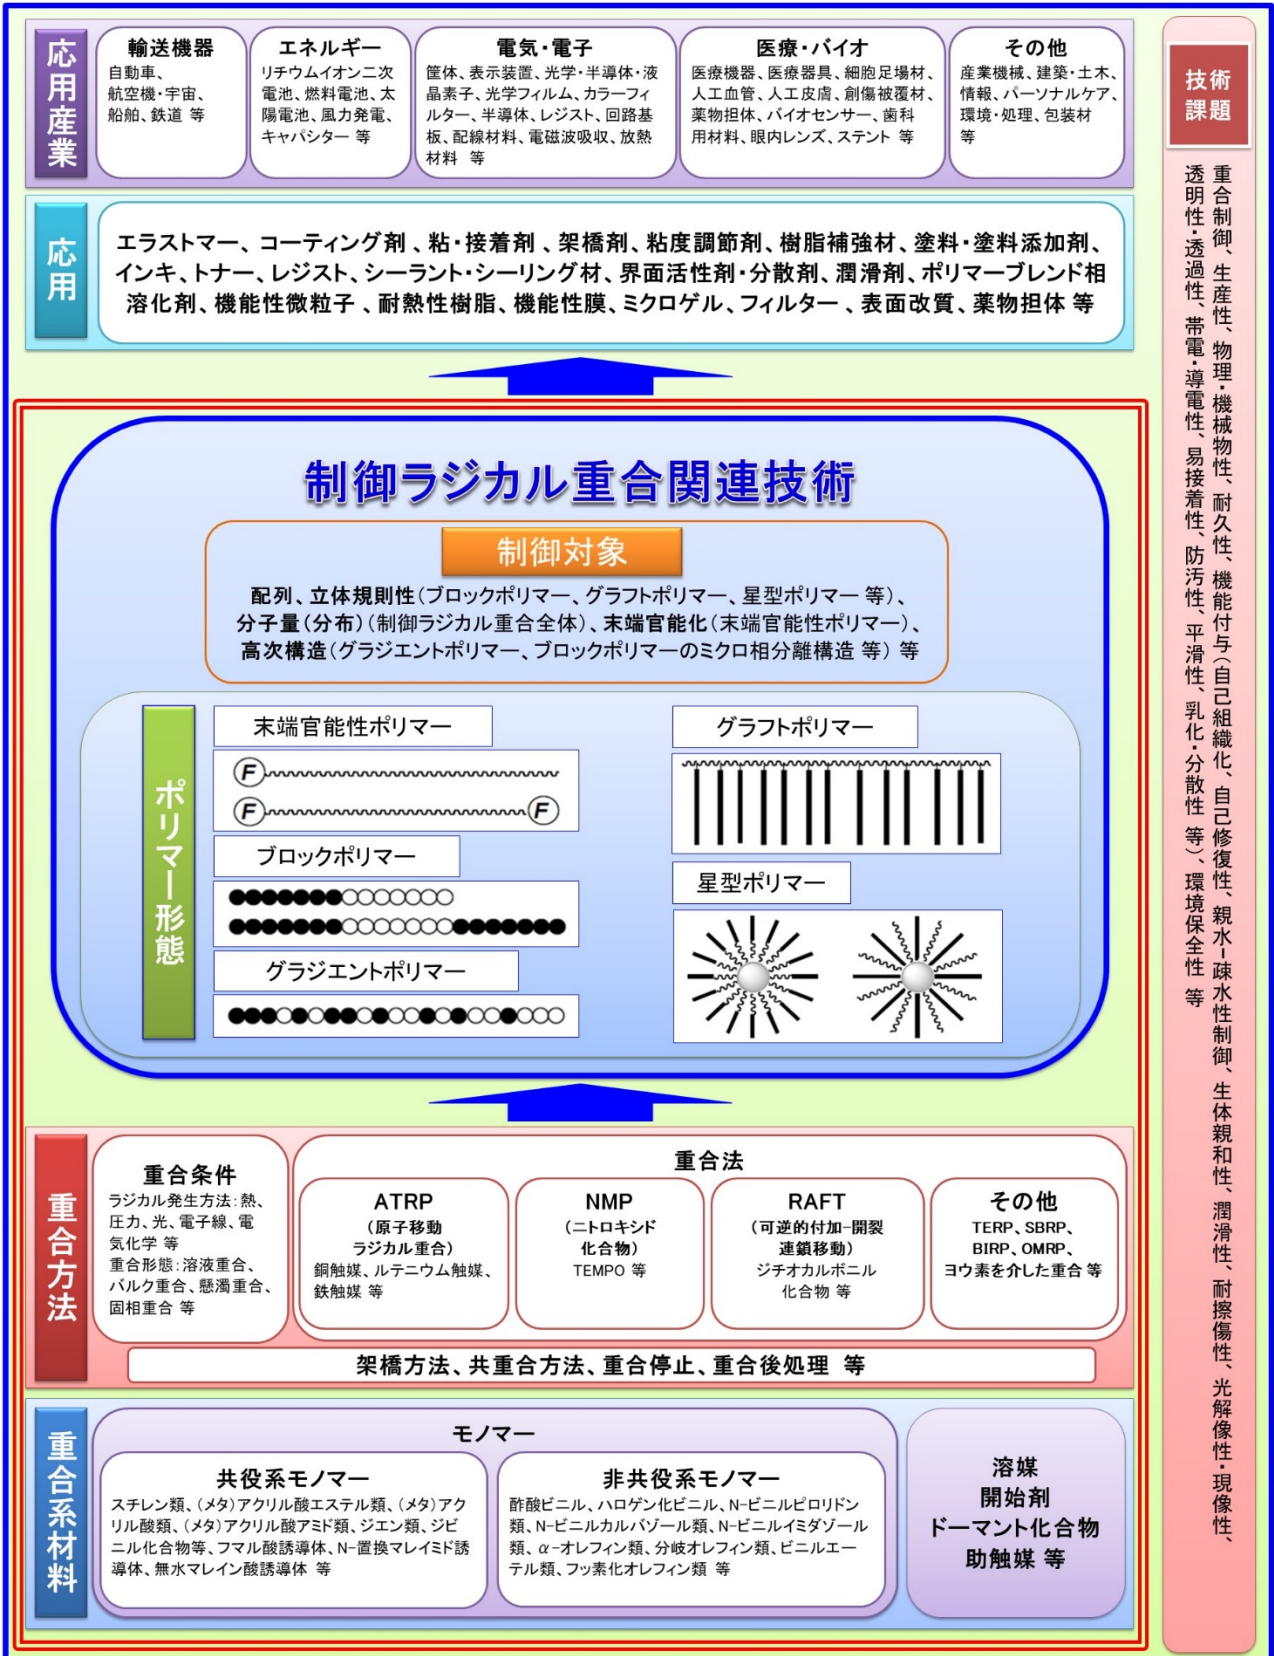 応用産業
輸送機器
自動車、
航空機・宇宙、
船舶、鉄道 等
エネルギー
リチウムイオン二次
電池、燃料電池、太
陽電池、風力発電、
キャパシター 等
電気・電子
筐体、表示装置、光学・半導体・液
晶素子、光学フィルム、カラーフィ
ルター、半導体、レジスト、回路基
板、配線材料、電磁波吸収、放熱
材料 等
医療・バイオ
医療機器、医療器具、細胞足場材、
人工血管、人工皮膚、創傷被覆材、
薬物担体、バイオセンサー、歯科
用材料、眼内レンズ、ステント 等
その他
産業機械、建築・土木、
情報、パーソナルケア、
環境・処理、包装材
等
応用
エラストマー、コーティング剤、粘・接着剤、架橋剤、粘度調節剤、樹脂補強材、塗料・塗料添加剤、
インキ、トナー、レジスト、シーラント・シーリング材、界面活性剤・分散剤、潤滑剤、ポリマーブレンド相
溶化剤、機能性微粒子、耐熱性樹脂、機能性膜、ミクロゲル、フィルター、表面改質、薬物担体 等
制御ラジカル重合関連技術
制御対象
配列、立体規則性(ブロックポリマー、グラフトポリマー、星型ポリマー 等)、
分子量(分布)(制御ラジカル重合全体)、末端官能化(末端官能性ポリマー)、
高次構造(グラジエントポリマー、ブロックポリマーのミクロ相分離構造 等) 等
ポリマー形態
末端官能性ポリマー
F
F F
ブロックポリマー
グラジエントポリマー
グラフトポリマー
星型ポリマー
重合方法
重合条件
ラジカル発生方法:熱、
圧力、光、電子線、電
気化学 等
重合形態:溶液重合、
バルク重合、懸濁重合、
固相重合 等
重合法
ATRP
(原子移動
ラジカル重合)
銅触媒、ルテニウム触媒、
鉄触媒 等
NMP
(ニトロキシド
化合物)
TEMPO 等
RAFT
(可逆的付加-開裂
連鎖移動)
ジチオカルボニル
化合物 等
その他
TERP、SBRP、
BIRP、OMRP、
ヨウ素を介した重合 等
架橋方法、共重合方法、重合停止、重合後処理 等
重合系材料
モノマー
共役系モノマー
スチレン類、(メタ)アクリル酸エステル類、(メタ)アク
リル酸類、(メタ)アクリル酸アミド類、ジエン類、ジビ
ニル化合物等、フマル酸誘導体、N-置換マレイミド誘
導体、無水マレイン酸誘導体 等
非共役系モノマー
酢酸ビニル、ハロゲン化ビニル、N-ビニルピロリドン
類、N-ビニルカルバゾール類、N-ビニルイミダゾール
類、α-オレフィン類、分岐オレフィン類、ビニルエー
テル類、フッ素化オレフィン類 等
溶媒
開始剤
ドーマント化合物
助触媒 等
技術
課題
重合制御、生産性、物理・機械物性、耐久性、機能付与(自己組織化、自己修復性、親水-疎水性制御、生体親和性、潤滑性、耐擦傷性、光解像性・現像性、
透明性・透過性、帯電・導電性、易接着性、防汚性、平滑性、乳化・分散性 等)、環境保全性 等